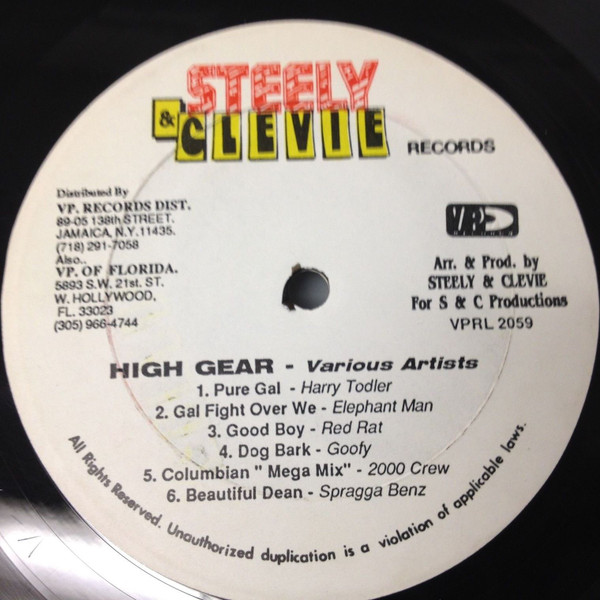 STEELY
& CLEVIE RECORDS
Distributed By
VP. RECORDS DIST.
89-05 138th STREET.
JAMAICA, N.Y. 11435.
(718) 291-7058
Also..
VP. OF FLORIDA.
5893 S.W. 21st. ST.
W. HOLLYWOOD,
FL. 33023
(305) 966-4744
VP
RECORDS
Arr. & Prod. by
STEELY & CLEVIE
For S & C Productions
VPRL 2059
HIGH GEAR - Various Artists
1. Pure Gal - Harry Todler
2. Gal Fight Over We - Elephant Man
3. Good Boy - Red Rat
4. Dog Bark - Goofy
5. Columbian " Mega Mix" - 2000 Crew
6. Beautiful Dean - Spragga Benz
All Rights Reserved. Unauthorized duplication is a violation of applicable laws.